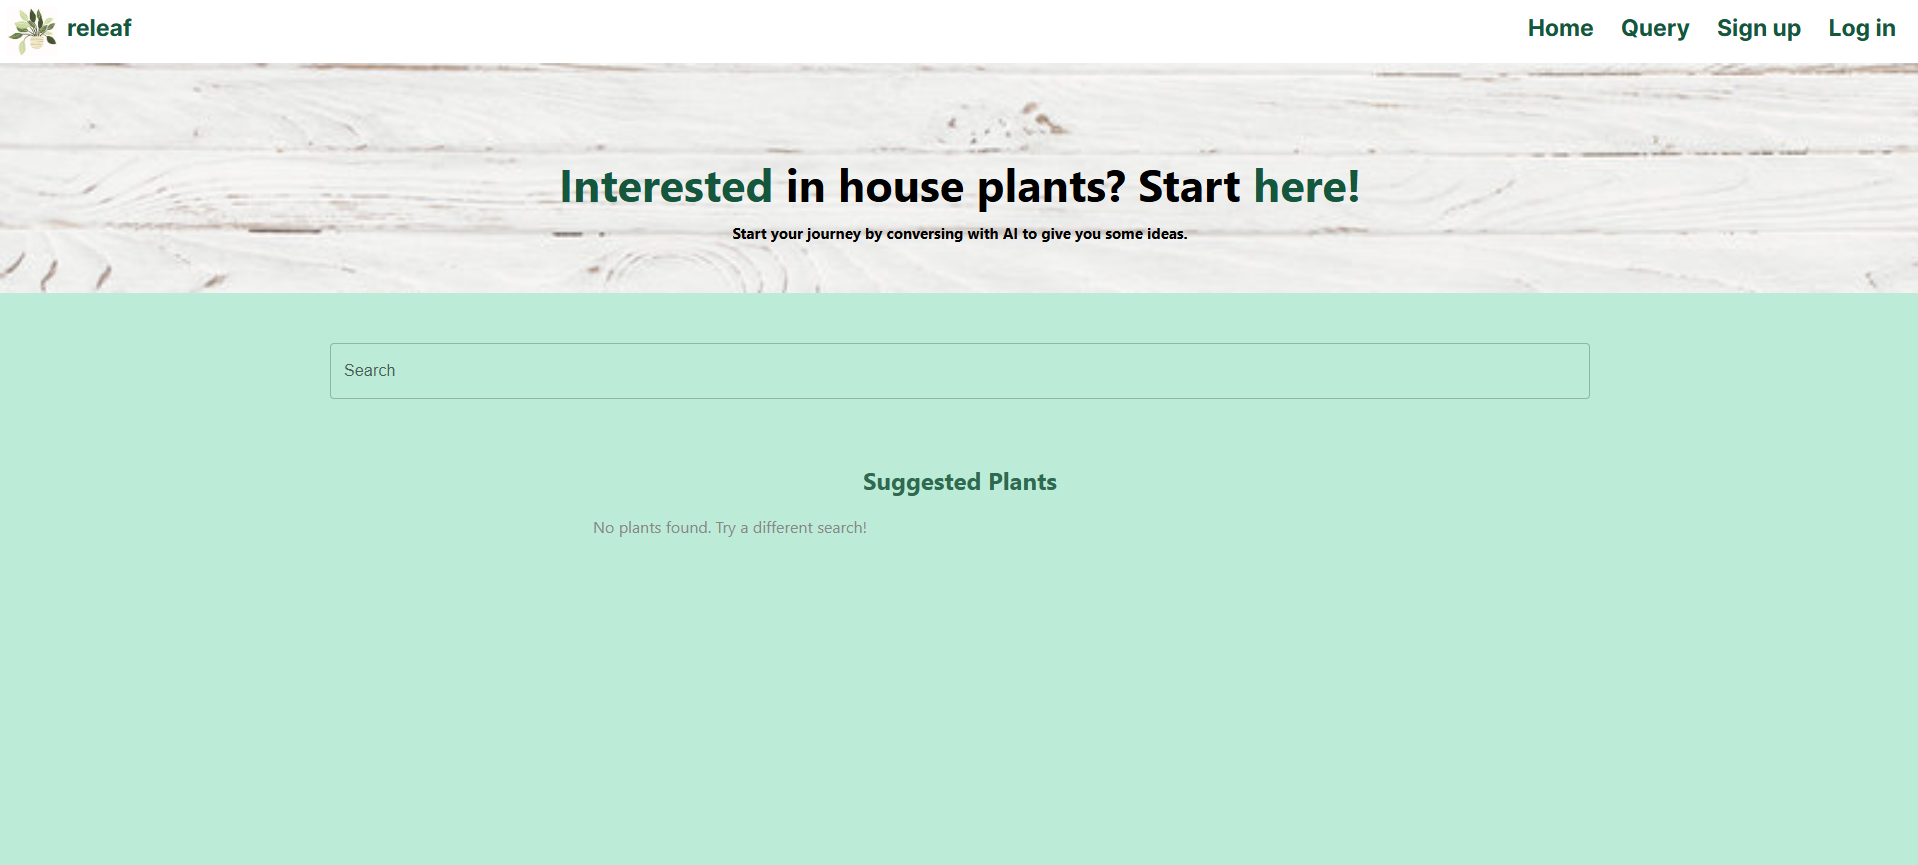 releaf
Home Query Sign up Log in
Interested in house plants? Start here!
Start your journey by conversing with AI to give you some ideas.
Search
Suggested Plants
No plants found. Try a different search!